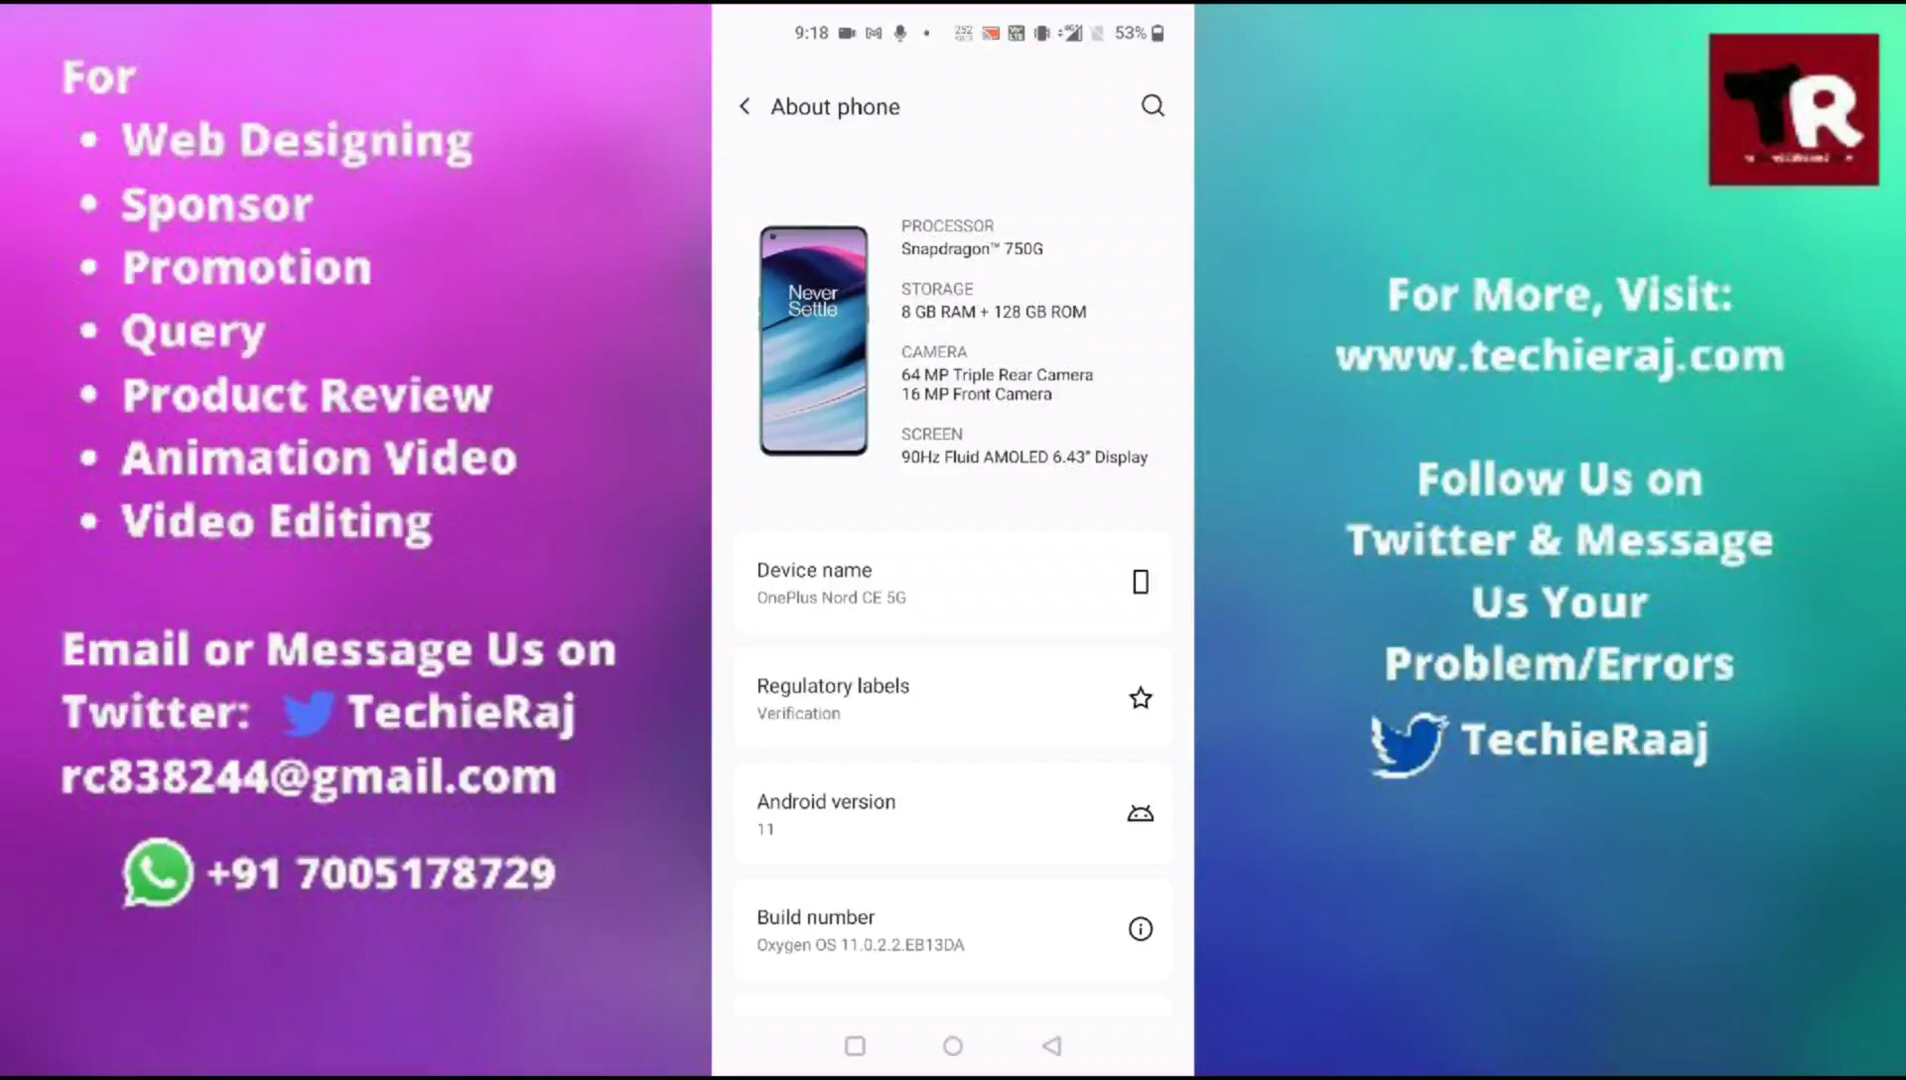 For
• Web Designing
• Sponsor
• Promotion
• Query
• Product Review
• Animation Video
• Video Editing
Email or Message Us on
Twitter: TechieRaj
rc838244@gmail.com
+91 7005178729
9:18
53%
About phone
Never
Settle
PROCESSOR
Snapdragon™ 750G
STORAGE
8 GB RAM + 128 GB ROM
CAMERA
64 MP Triple Rear Camera
16 MP Front Camera
SCREEN
90Hz Fluid AMOLED 6.43" Display
Device name
OnePlus Nord CE 5G
Regulatory labels
Verification
Android version
11
Build number
Oxygen OS 11.0.2.2.EB13DA
TR
For More, Visit:
www.techieraj.com
Follow Us on
Twitter & Message
Us Your
Problem/Errors
TechieRaaj